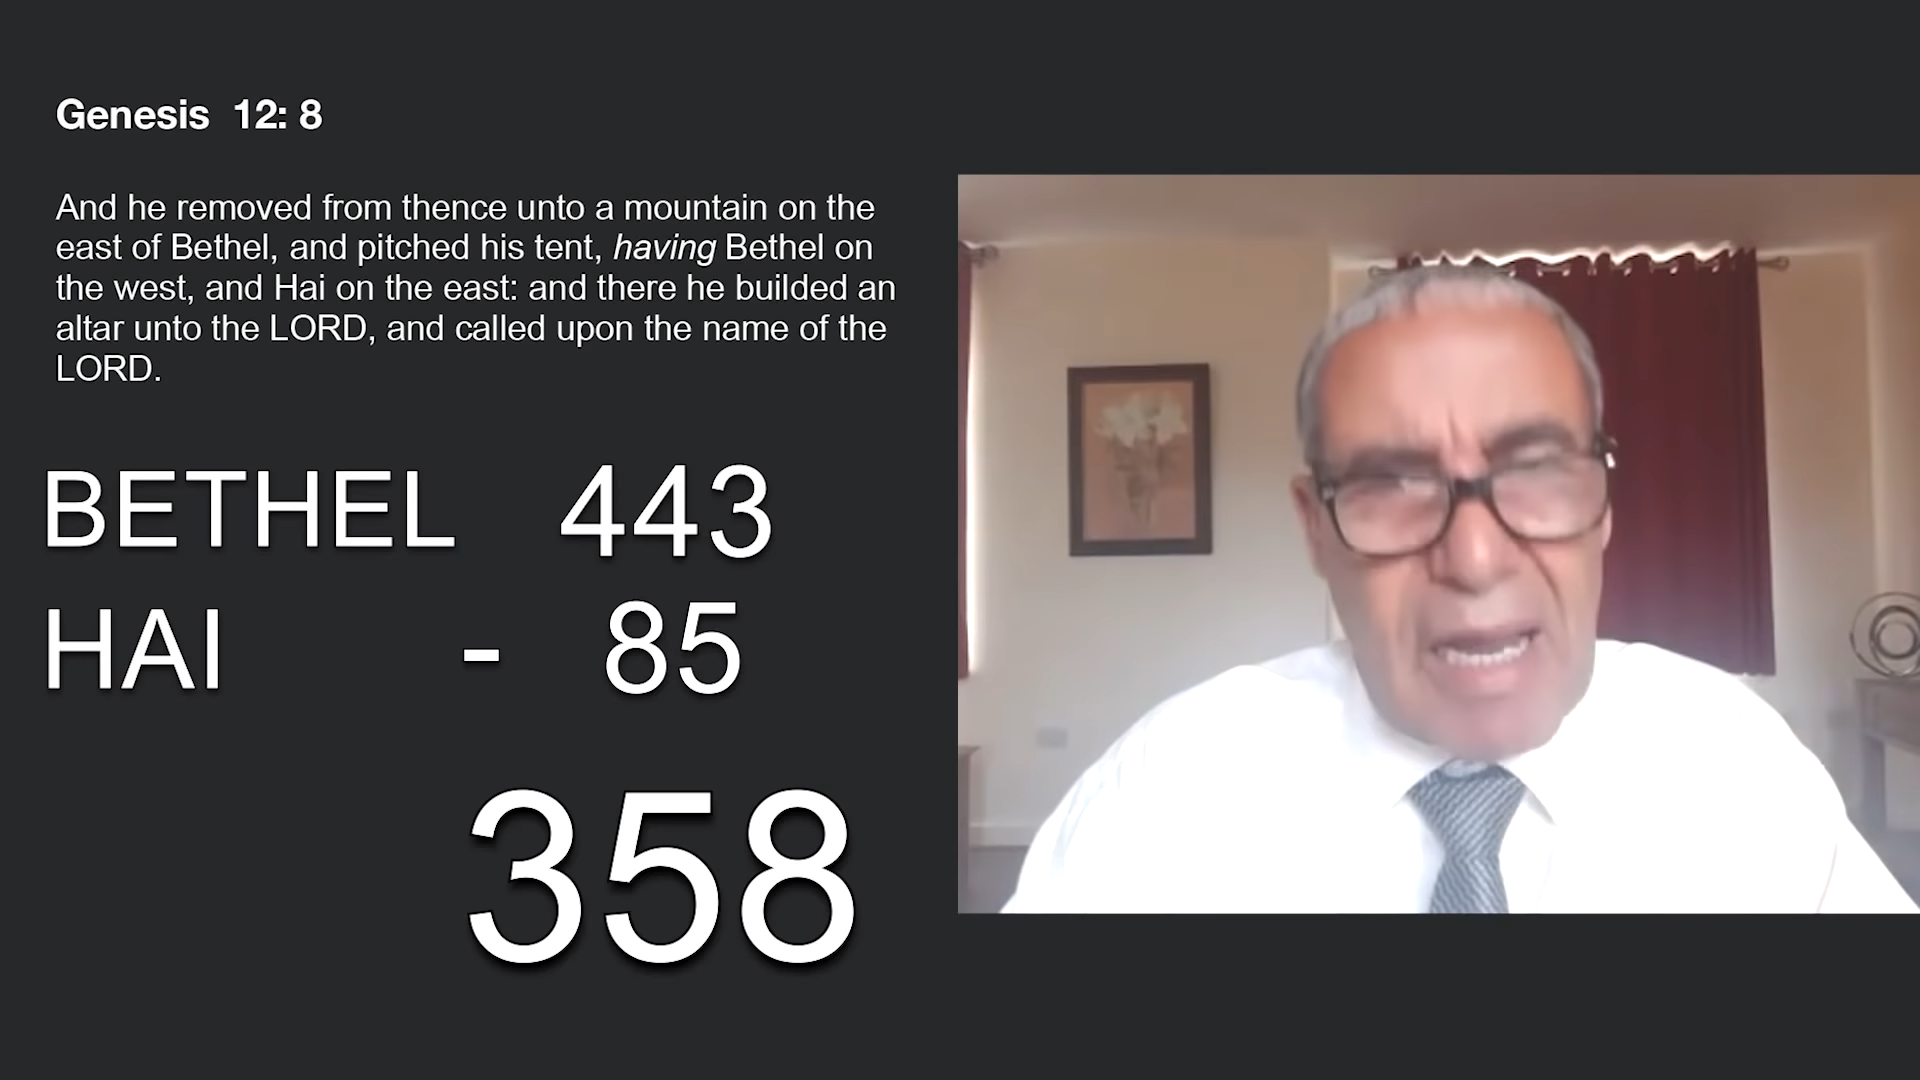 Genesis  12: 8
And he removed from thence unto a mountain on the
east of Bethel, and pitched his tent, having Bethel on
the west, and Hai on the east: and there he builded an
altar unto the LORD, and called upon the name of the
LORD.
BETHEL 443
HAI - 85
358